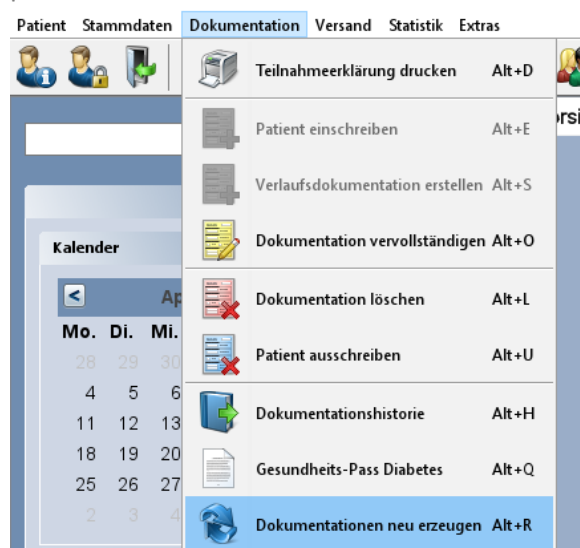 Patient Stammdaten Dokumentation Versand Statistik Extras
Teilnahmeerklärung drucken Alt+D
Patient einschreiben Alt+E
Verlaufsdokumentation erstellen Alt+S
Dokumentation vervollständigen Alt+O
Kalender
Dokumentation löschen Alt+L
<
Mo. Di. Mi.
28 29 30
Patient ausschreiben Alt+U
4 5 6
11 12 13
Dokumentationshistorie Alt+H
18 19 20
25 26 27
Gesundheits-Pass Diabetes Alt+Q
2 3 4
Dokumentationen neu erzeugen Alt+R